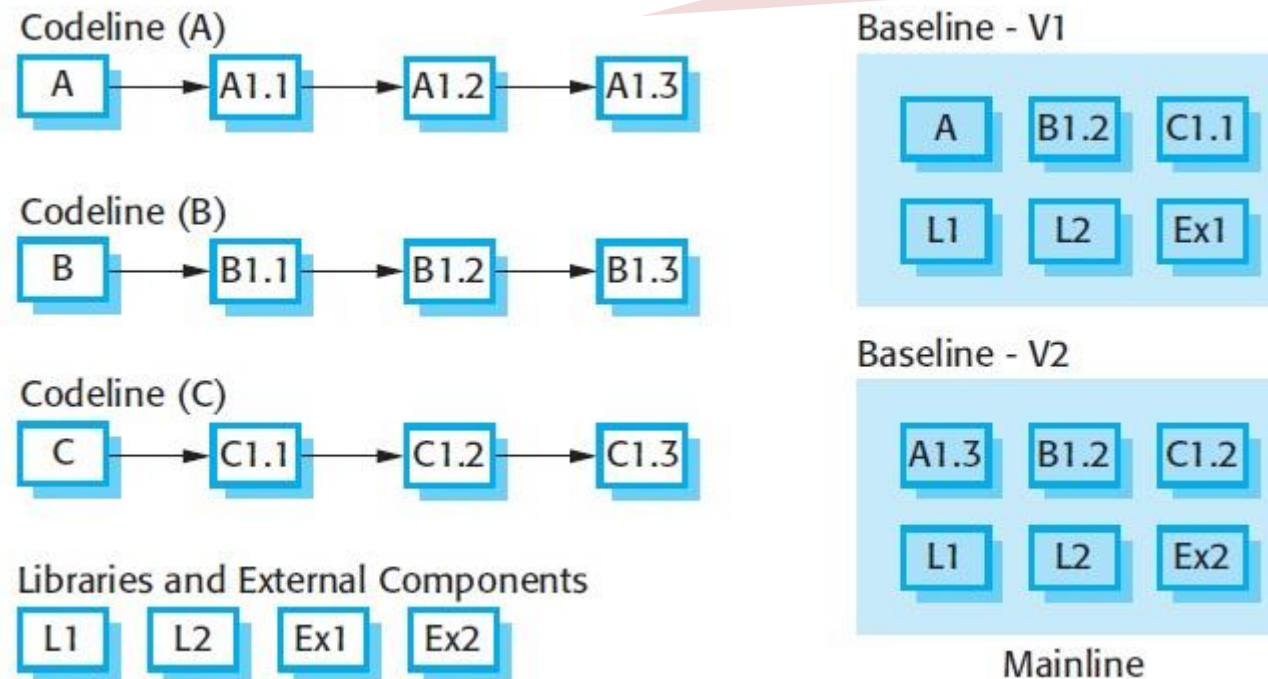 Codeline (A)
A A1.1 A1.2 A1.3
Codeline (B)
B B1.1 B1.2 B1.3
Codeline (C)
C C1.1 C1.2 C1.3
Libraries and External Components
L1 L2 Ex1 Ex2
Baseline - V1
A B1.2 C1.1
L1 L2 Ex1
Baseline - V2
A1.3 B1.2 C1.2
L1 L2 Ex2
Mainline